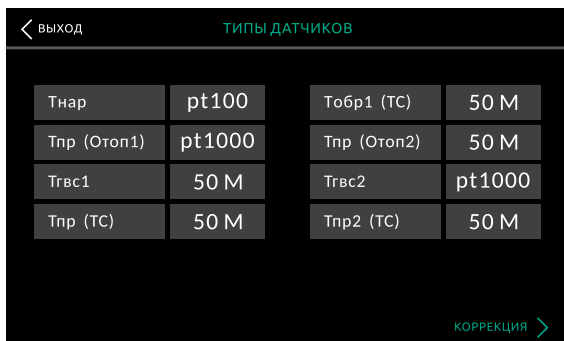 ВЫХОД ТИПЫ ДАТЧИКОВ
Тнар pt100 Тобр1 (ТС) 50 М
Тпр (Отоп1) pt1000 Тпр (Отоп2) 50 М
Тгвс1 50 М Тгвс2 pt1000
Тпр (ТС) 50 М Тпр2 (ТС) 50 М
КОРРЕКЦИЯ